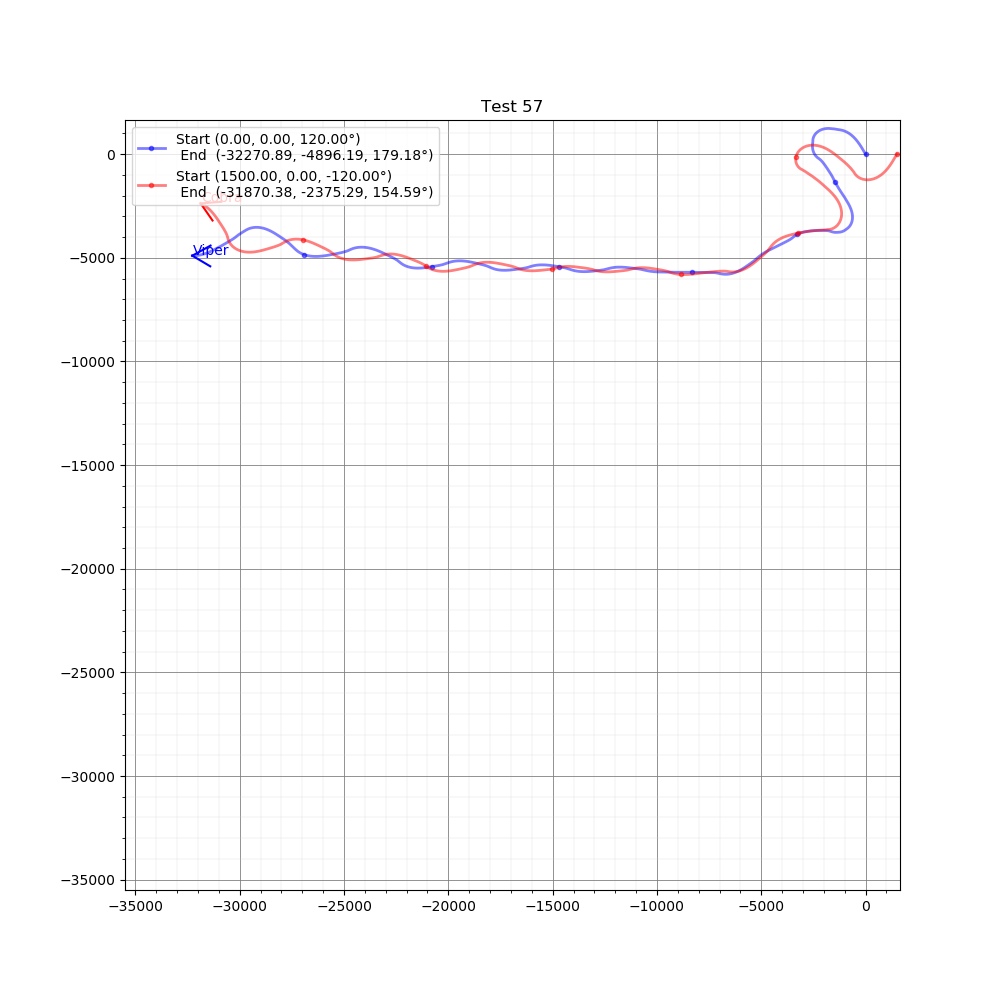 Test 57
Start (0.00, 0.00, 120.00°)
End (-32270.89, -4896.19, 179.18°)
Start (1500.00, 0.00, -120.00°)
End (-31870.38, -2375.29, 154.59°)
Cobra
Viper
0
−5000
−10000
−15000
−20000
−25000
−30000
−35000
−35000 −30000 −25000 −20000 −15000 −10000 −5000 0